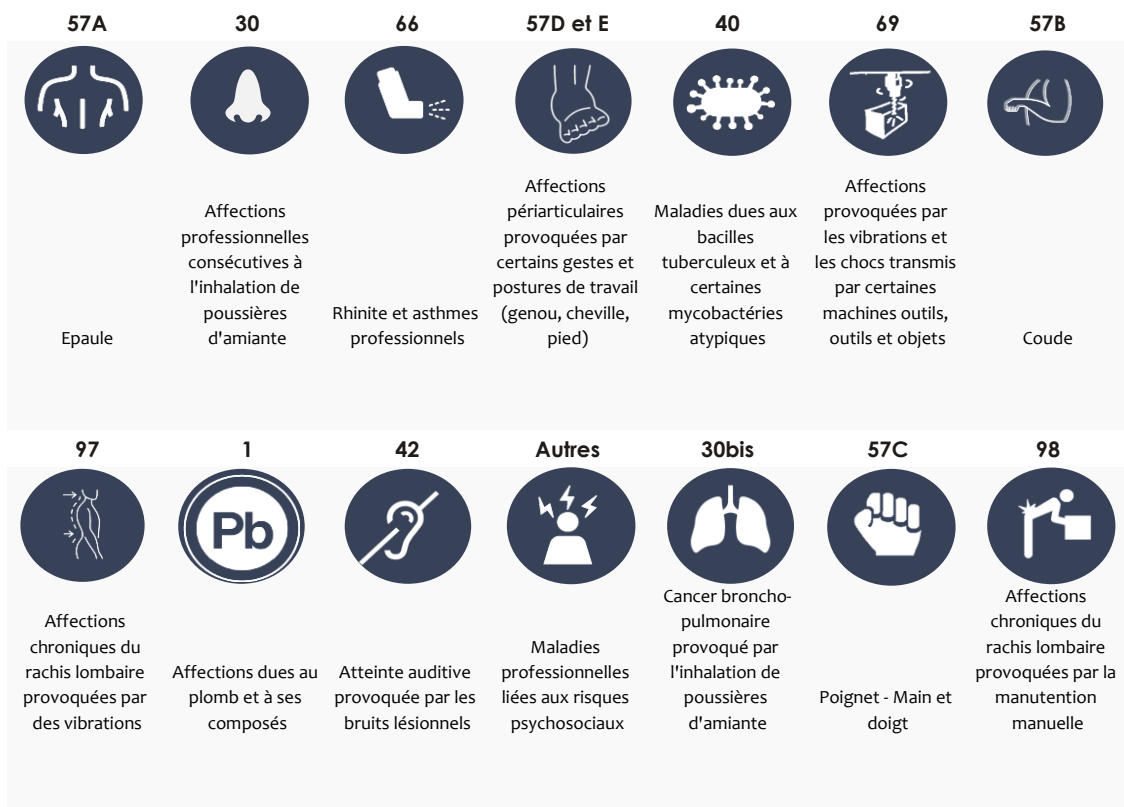 57A
30
66
57D et E
40
69
57B
Epaule
Affections
professionnelles
consécutives à
l'inhalation de
poussières
d'amiante
Rhinite et asthmes
professionnels
Affections
périarticulaires
provoquées par
certains gestes et
postures de travail
(genou, cheville,
pied)
Maladies dues aux
bacilles
tuberculeux et à
certaines
mycobactéries
atypiques
Affections
provoquées par
les vibrations et
les chocs transmis
par certaines
machines outils,
outils et objets
Coude
97
1
42
Autres
30bis
57C
98
Pb
Affections
chroniques du
rachis lombaire
provoquées par
des vibrations
Affections dues au
plomb et à ses
composés
Atteinte auditive
provoquée par les
bruits lésionnels
Maladies
professionnelles
liées aux risques
psychosociaux
Cancer broncho-
pulmonaire
provoqué par
l'inhalation de
poussières
d'amiante
Poignet - Main et
doigt
Affections
chroniques du
rachis lombaire
provoquées par la
manutention
manuelle